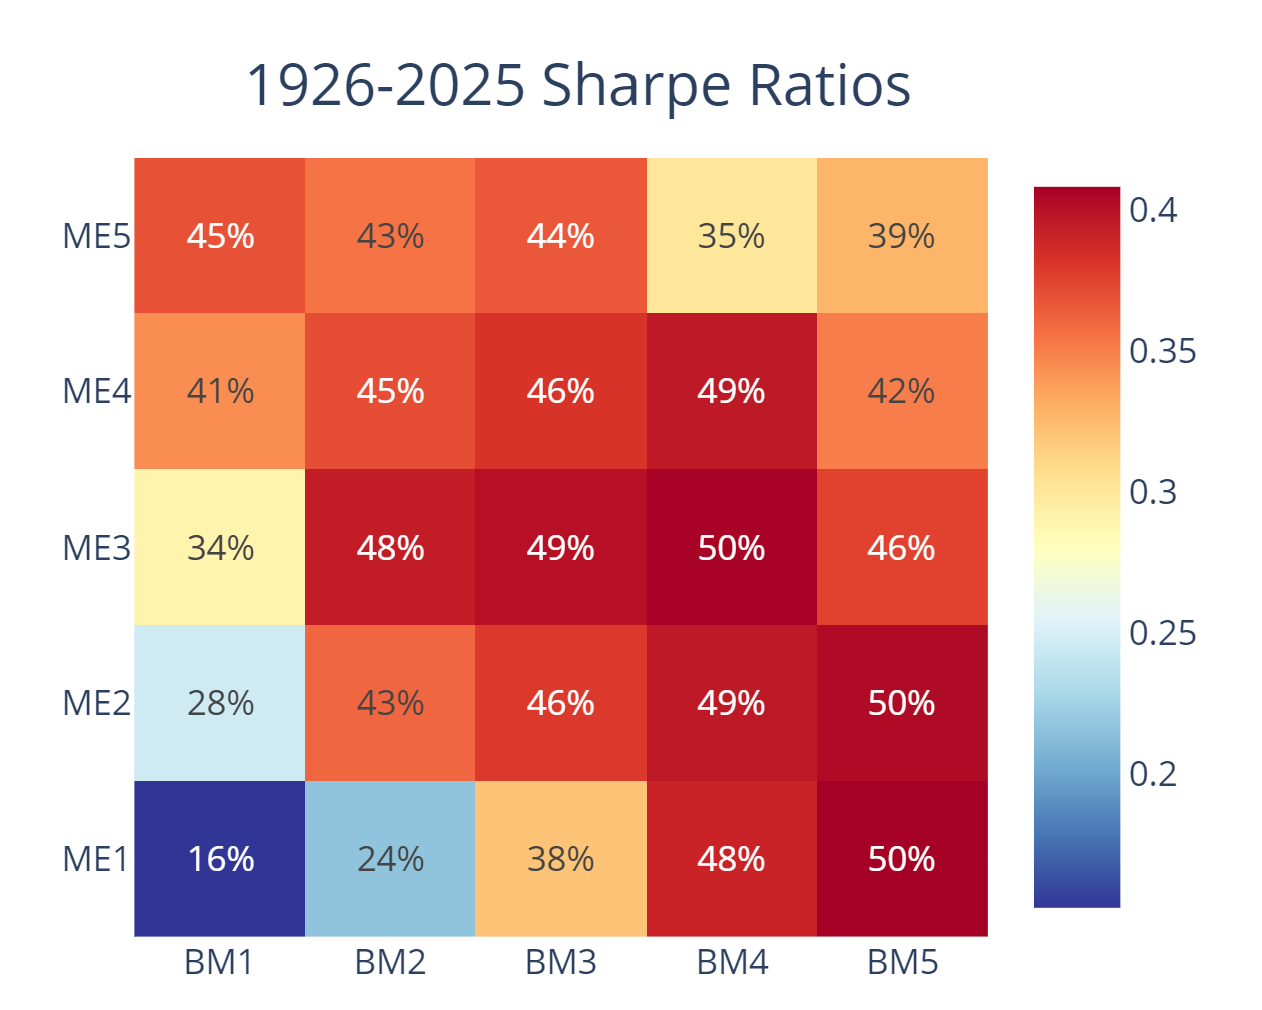 1926-2025 Sharpe Ratios
ME5 45% 43% 44% 35% 39%
ME4 41% 45% 46% 49% 42%
ME3 34% 48% 49% 50% 46%
ME2 28% 43% 46% 49% 50%
ME1 16% 24% 38% 48% 50%
BM1 BM2 BM3 BM4 BM5
0.4
0.35
0.3
0.25
0.2